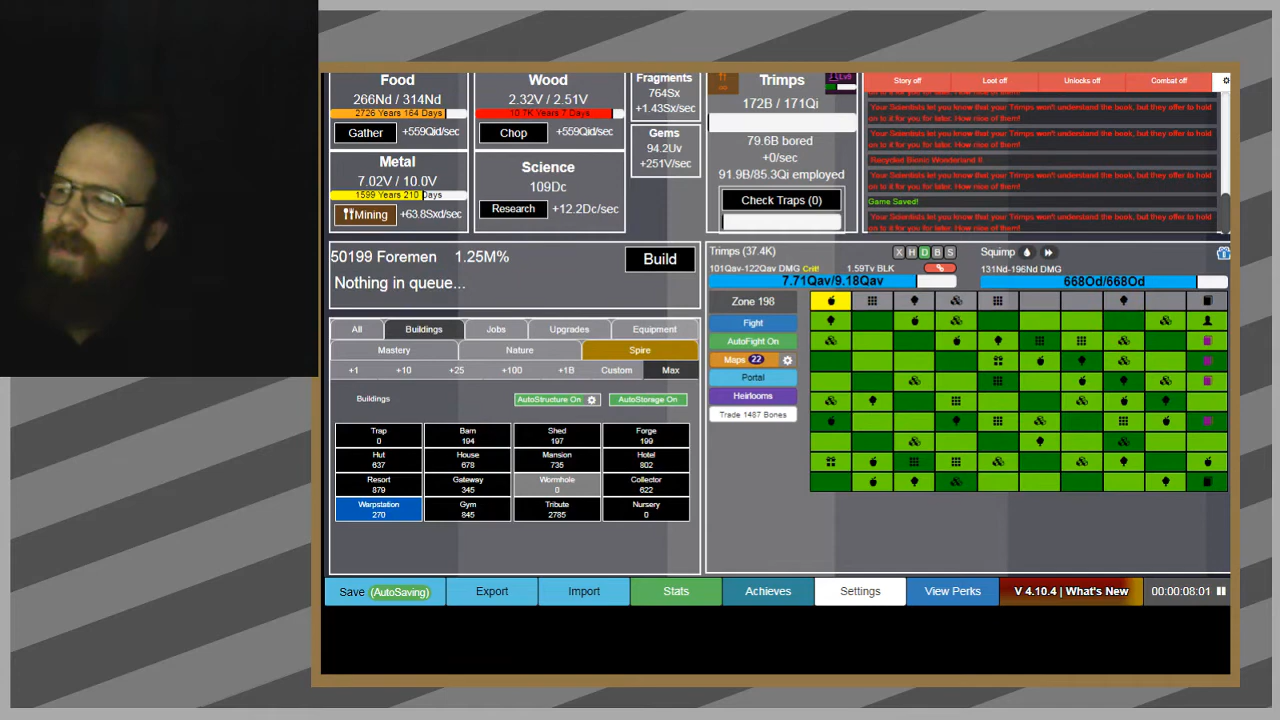 Food
266Nd / 314Nd
2726 Years 164 Days
Gather
+559Qid/sec
Wood
2.32V / 2.51V
10.7K Years 7 Days
Chop
+559Qid/sec
Fragments
764Sx
+1.43Sx/sec
Gems
94.2Uv
+251V/sec
Metal
7.02V / 10.0V
1599 Years 210 Days
Mining
+63.8Sxd/sec
Science
109Dc
Research
+12.2Dc/sec
Trimps
172B / 171Qi
79.6B bored
+0/sec
91.9B/85.3Qi employed
Check Traps (0)
Story off
Loot off
Unlocks off
Combat off
Your Scientists let you know that your Trimps won't understand the book, but they offer to hold
on to it for you for later. How nise of them!
Your Scientists let you know that your Trimps won't understand the book, but they offer to hold
on to it for you for later. How nise of them!
Recycled Bionic Wonderland II
Your Scientists let you know that your Trimps won't understand the book, but they offer to hold
on to it for you for later. How nise of them!
Game Saved!
Your Scientists let you know that your Trimps won't understand the book, but they offer to hold
on to it for you for later. How nise of them!
50199 Foremen
1.25M%
Build
Nothing in queue...
Trimps (37.4K)
X H D B S
101Qav-122Qav DMG Crit!
1.59Tv BLK
7.71Qav/9.18Qav
Squimp
131Nd-196Nd DMG
668Od/668Od
All
Buildings
Jobs
Upgrades
Equipment
Mastery
Nature
Spire
+1
+10
+25
+100
+1B
Custom
Max
Buildings
AutoStructure On
AutoStorage On
Trap
0
Barn
194
Shed
197
Forge
199
Hut
637
House
678
Mansion
735
Hotel
802
Resort
879
Gateway
345
Wormhole
0
Collector
622
Warpstation
270
Gym
845
Tribute
2785
Nursery
0
Zone 198
Fight
AutoFight On
Maps 22
Portal
Heirlooms
Trade 1487 Bones
Save (AutoSaving)
Export
Import
Stats
Achieves
Settings
View Perks
V 4.10.4 | What's New
00:00:08:01